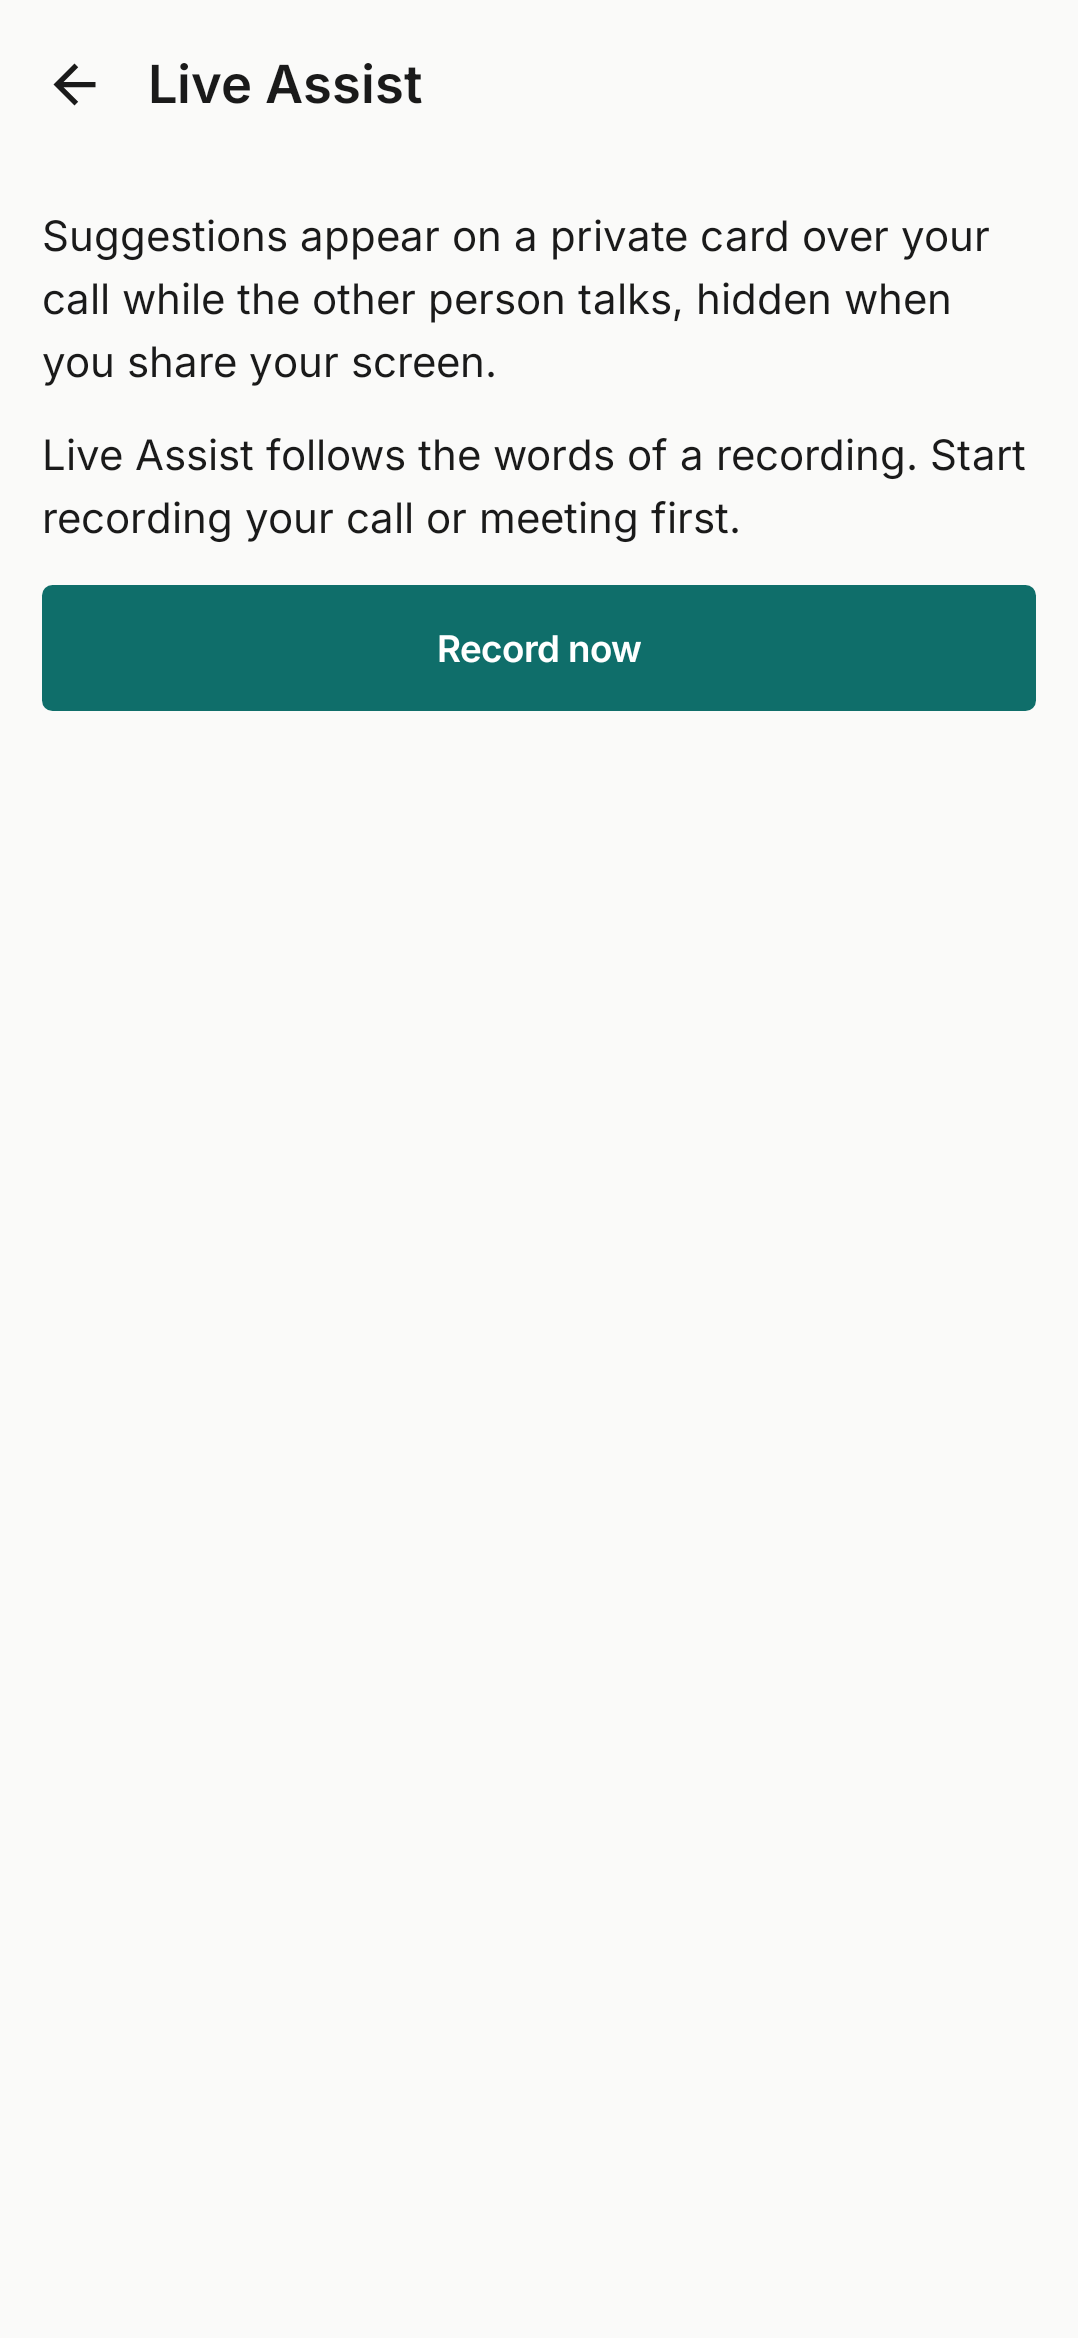 Live Assist
Suggestions appear on a private card over your
call while the other person talks, hidden when
you share your screen.
Live Assist follows the words of a recording. Start
recording your call or meeting first.
Record now